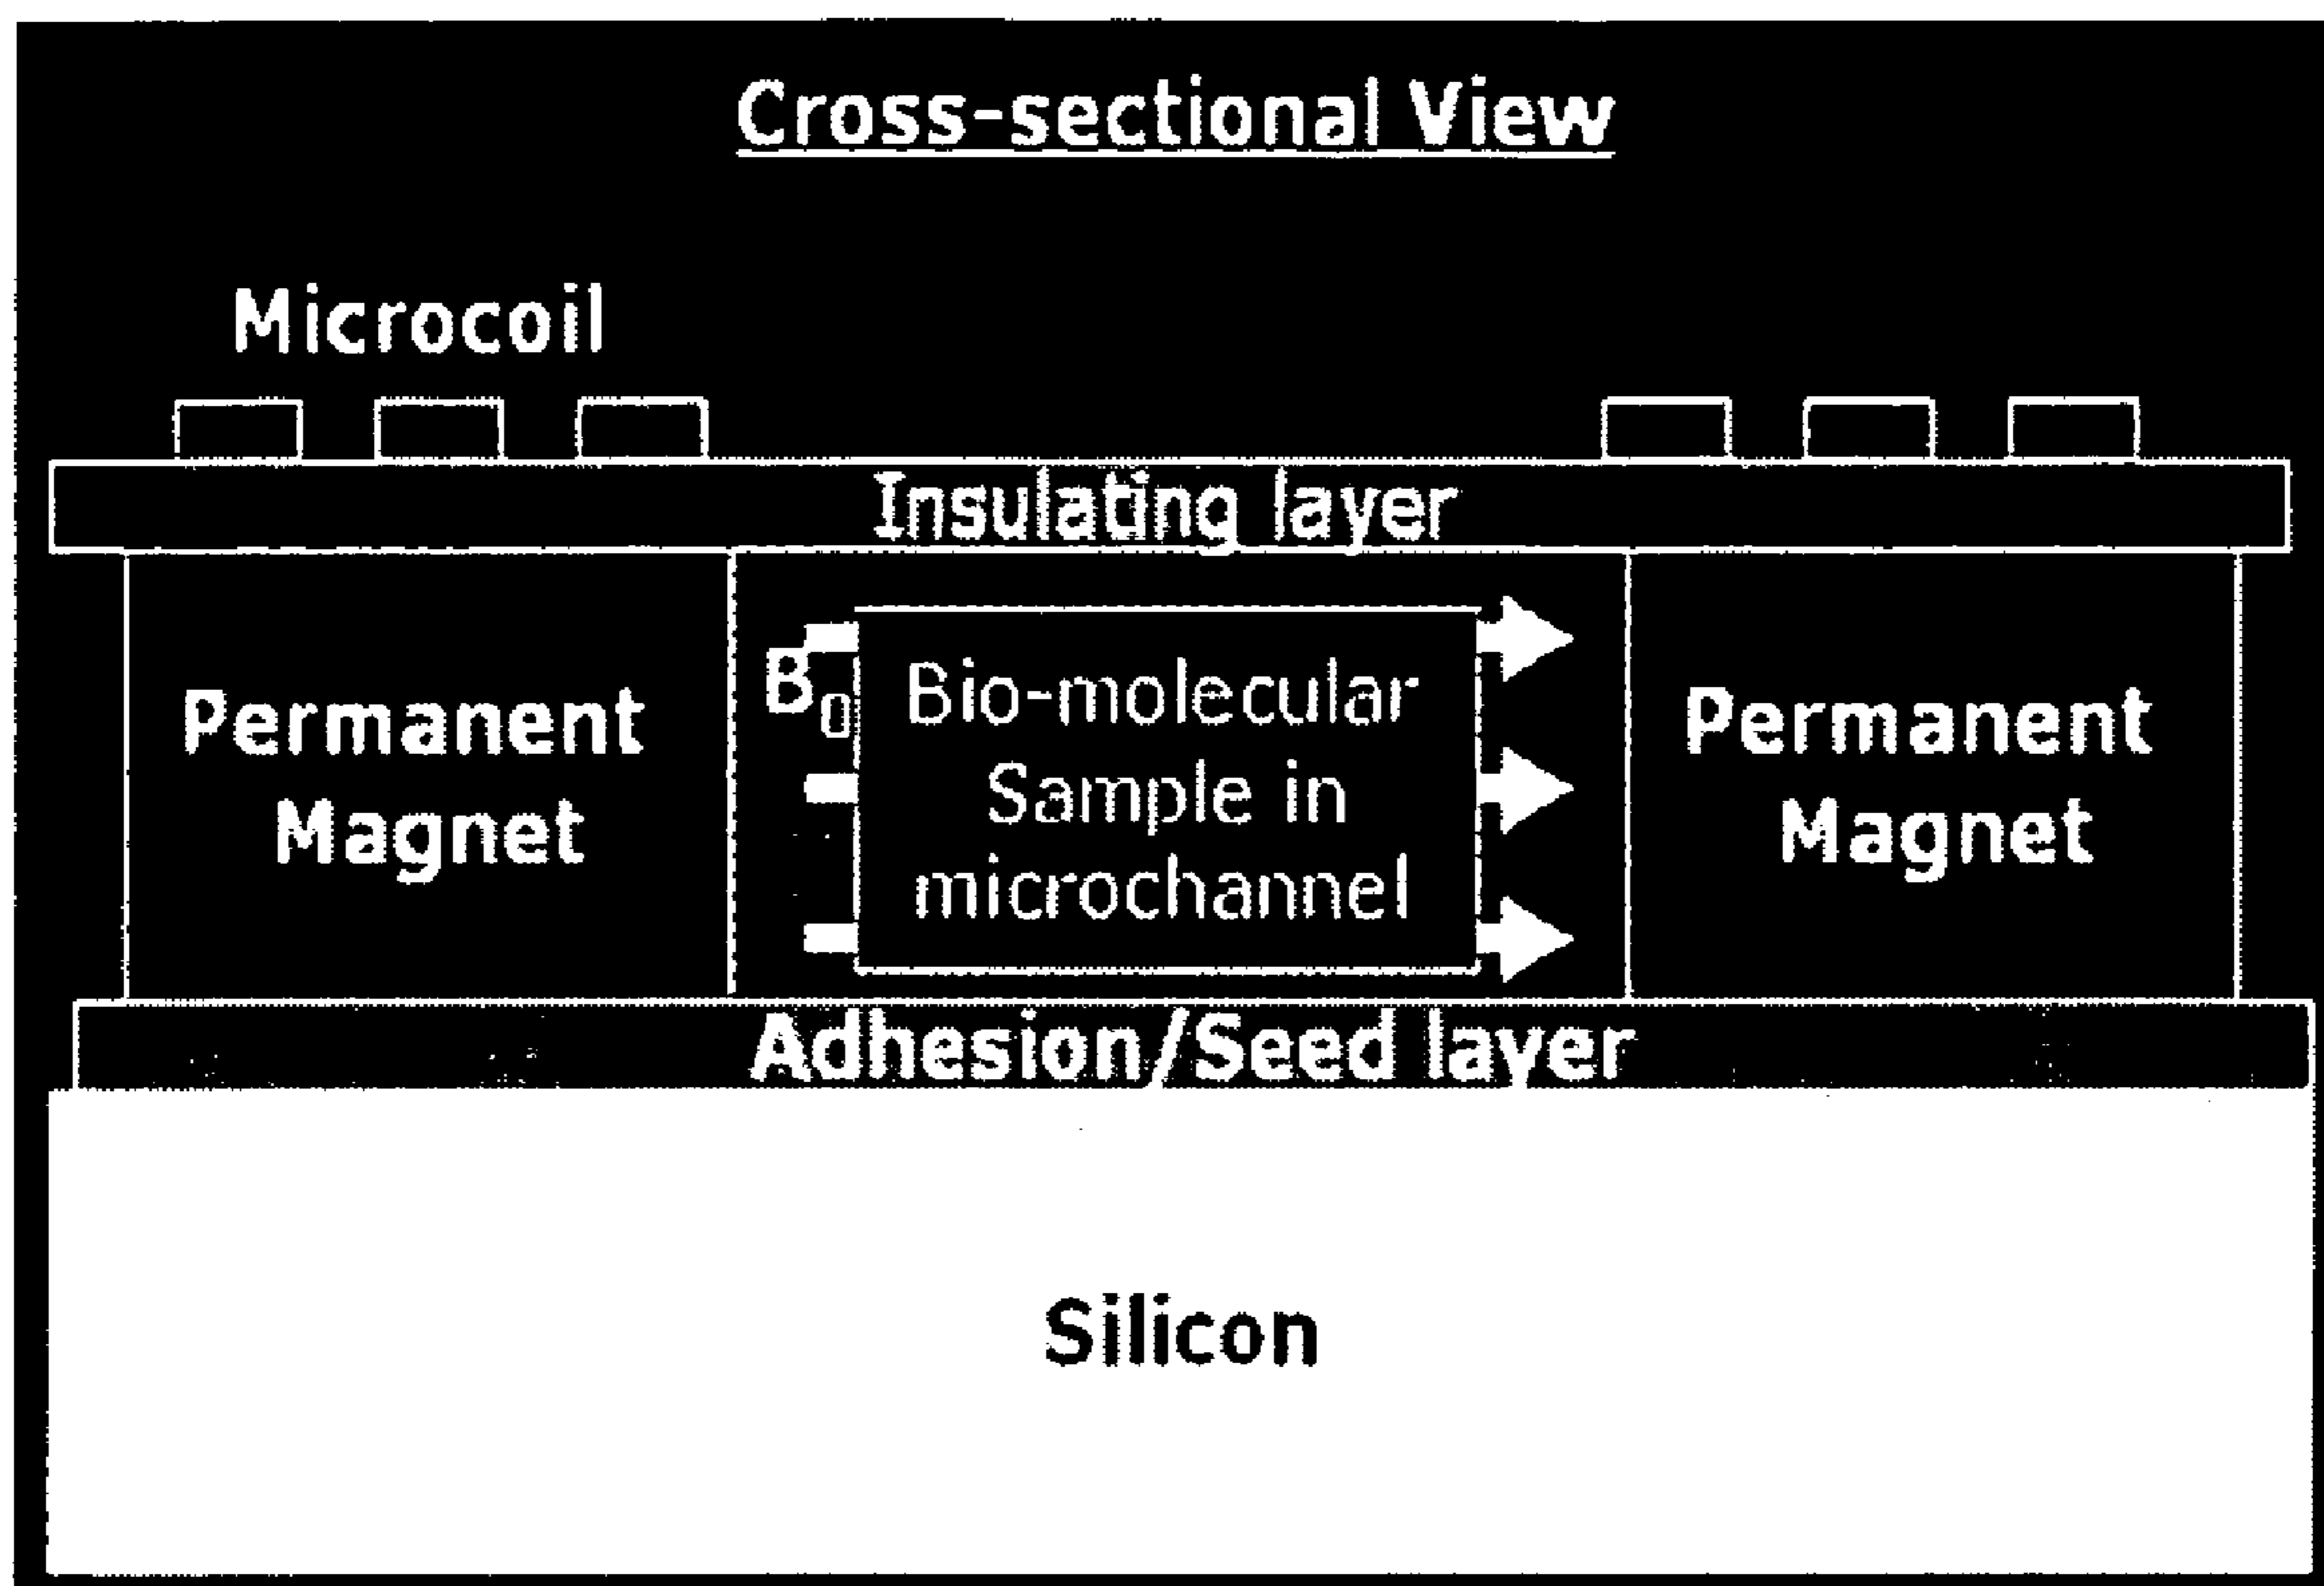 Cross-sectional View
Microcoil
Insulating layer
Permanent
Magnet
B0
Bio-molecular
Sample in
microchannel
Permanent
Magnet
Adhesion/Seed layer
Silicon